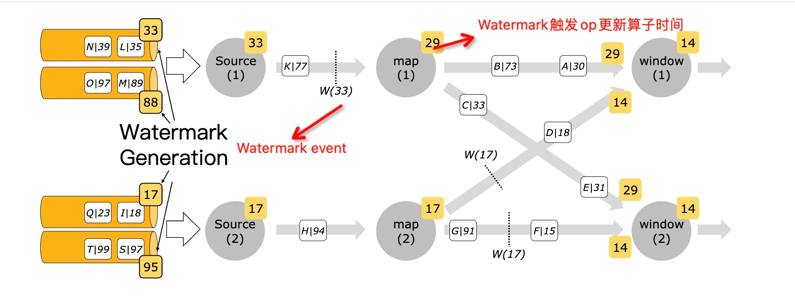 Watermark触发op更新算子时间
33
N|39
L|35
O|97
M|89
88
Source
(1)
33
K|77
W(33)
Watermark event
map
(1)
29
B|73
A|30
29
window
(1)
14
C|33
D|18
14
W(17)
E|31
29
Watermark
Generation
17
Q|23
I|18
T|99
S|97
95
Source
(2)
17
H|94
map
(2)
17
G|91
F|15
W(17)
14
window
(2)
14